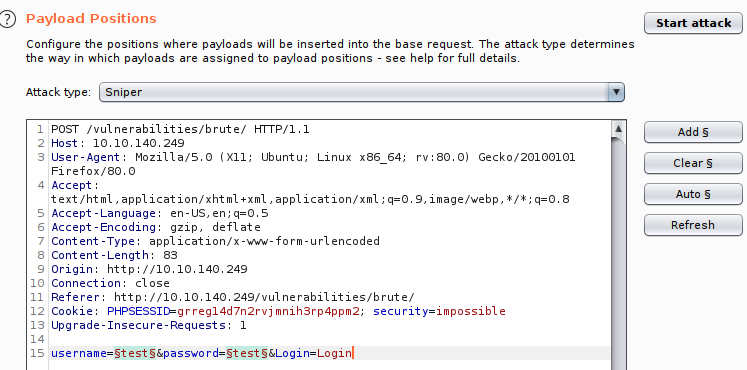 ? Payload Positions
Start attack
Configure the positions where payloads will be inserted into the base request. The attack type determines
the way in which payloads are assigned to payload positions - see help for full details.
Attack type: Sniper
1 POST /vulnerabilities/brute/ HTTP/1.1
2 Host: 10.10.140.249
3 User-Agent: Mozilla/5.0 (X11; Ubuntu; Linux x86_64; rv:80.0) Gecko/20100101
Firefox/80.0
4 Accept:
text/html,application/xhtml+xml,application/xml;q=0.9,image/webp,*/*;q=0.8
5 Accept-Language: en-US,en;q=0.5
6 Accept-Encoding: gzip, deflate
7 Content-Type: application/x-www-form-urlencoded
8 Content-Length: 83
9 Origin: http://10.10.140.249
10 Connection: close
11 Referer: http://10.10.140.249/vulnerabilities/brute/
12 Cookie: PHPSESSID=grregl4d7n2rvjmnih3rp4ppm2; security=impossible
13 Upgrade-Insecure-Requests: 1
14
15 username=§test§&password=§test§&Login=Login
Add §
Clear §
Auto §
Refresh